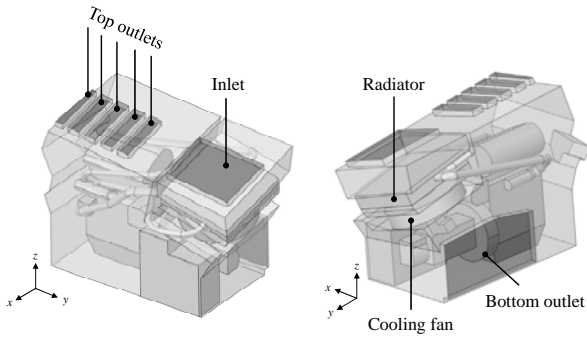 Top outlets
Inlet
Radiator
z
x
y
z
x
y
Bottom outlet
Cooling fan